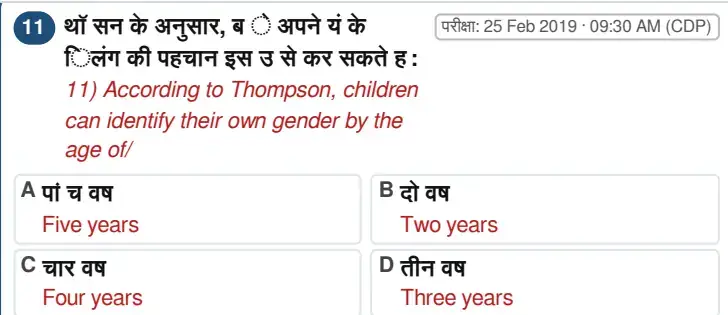 11 थॉ सन के अनुसार, ब े अपने यं के
िलंग की पहचान इस उ से कर सकते ह :
परीक्षा: 25 Feb 2019 · 09:30 AM (CDP)
11) According to Thompson, children
can identify their own gender by the
age of/
A पां च वष
Five years
B दो वष
Two years
C चार वष
Four years
D तीन वष
Three years